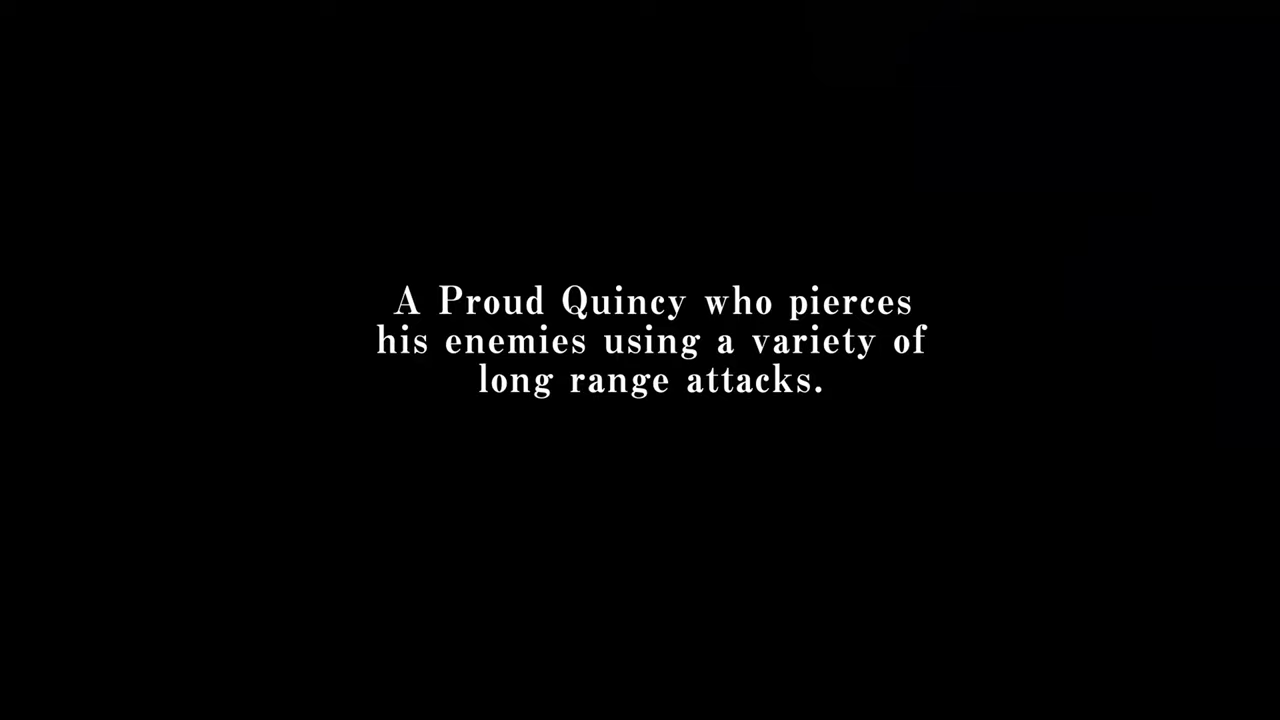 A Proud Quincy who pierces
his enemies using a variety of
long range attacks.